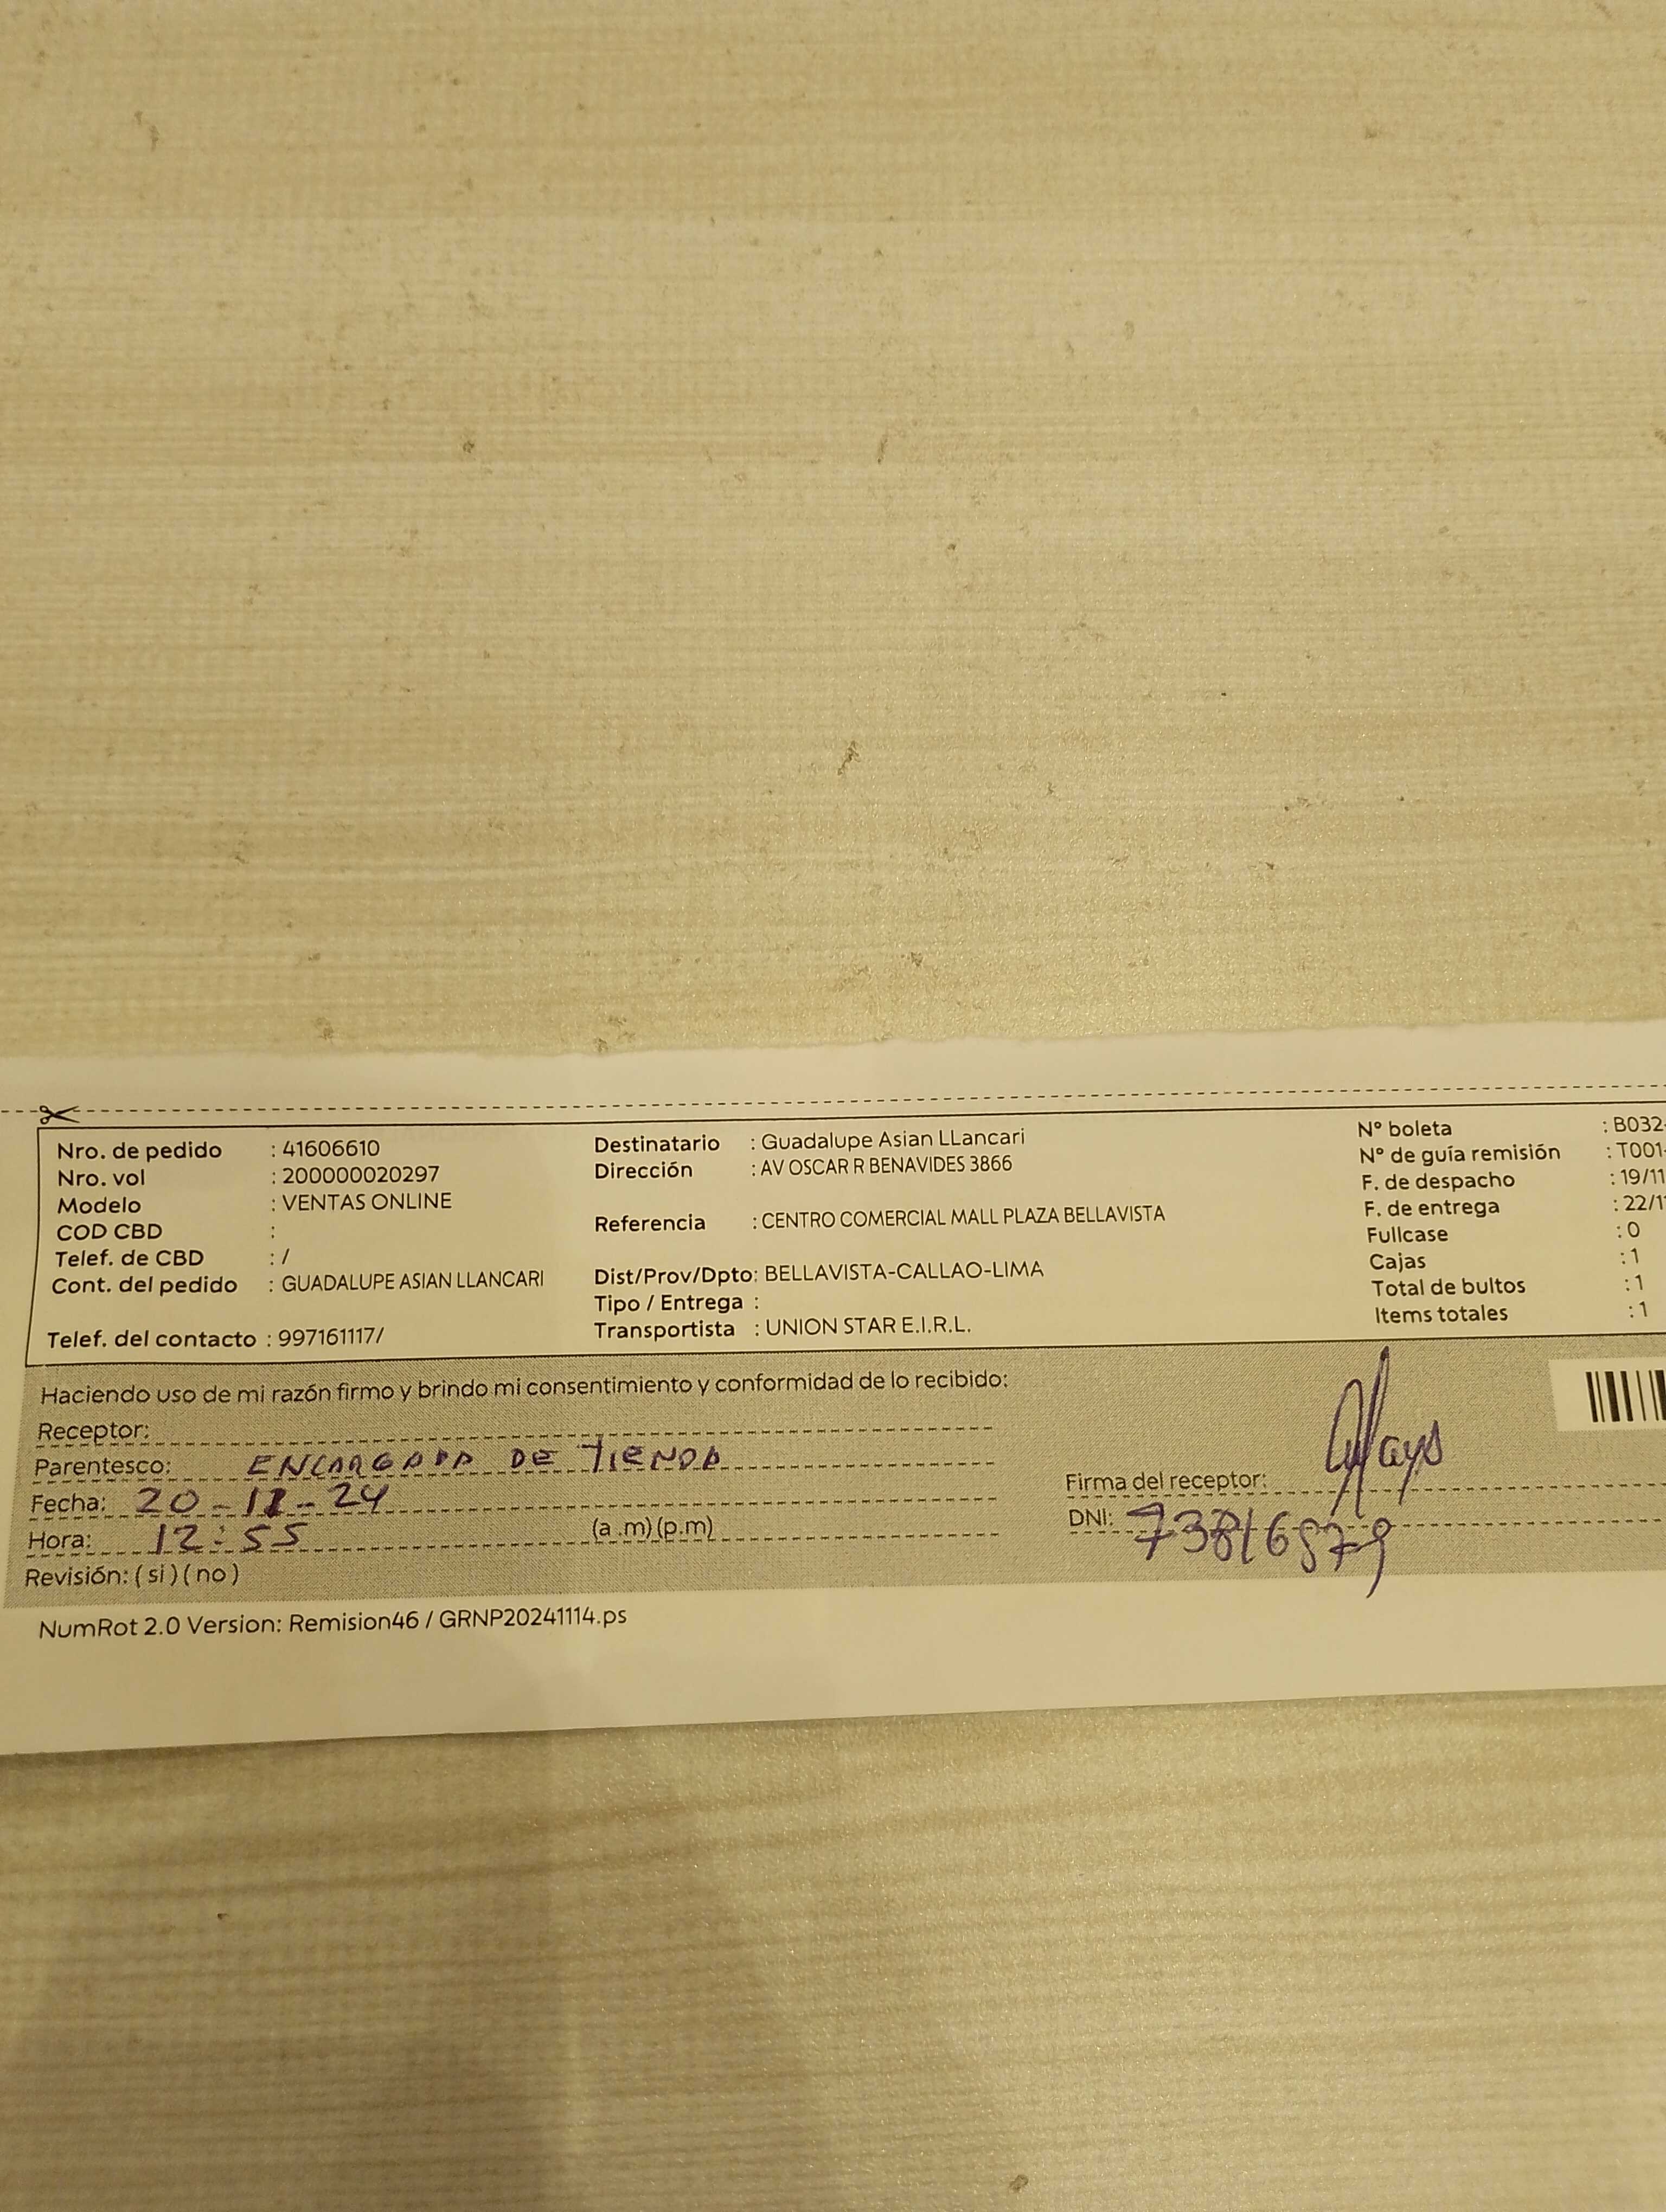 Nro. de pedido : 41606610
Nro. vol : 200000020297
Modelo : VENTAS ONLINE
COD CBD :
Telef. de CBD : /
Cont. del pedido : GUADALUPE ASIAN LLANCARI
Telef. del contacto : 997161117/
Destinatario : Guadalupe Asian LLancari
Dirección : AV OSCAR R BENAVIDES 3866
Referencia : CENTRO COMERCIAL MALL PLAZA BELLAVISTA
Dist/Prov/Dpto: BELLAVISTA-CALLAO-LIMA
Tipo / Entrega :
Transportista : UNION STAR E.I.R.L.
N° boleta : B032-
N° de guía remisión : T001-
F. de despacho : 19/11
F. de entrega : 22/1
Fullcase : 0
Cajas : 1
Total de bultos : 1
Items totales : 1
Haciendo uso de mi razón firmo y brindo mi consentimiento y conformidad de lo recibido:
Receptor:
Parentesco: ENCARGADA DE TIENDA
Fecha: 20-11-24
Hora: 12:55 (a .m) (p.m)
Revisión: ( si ) ( no )
Firma del receptor:
DNI: 73816879
NumRot 2.0 Version: Remision46 / GRNP20241114.ps